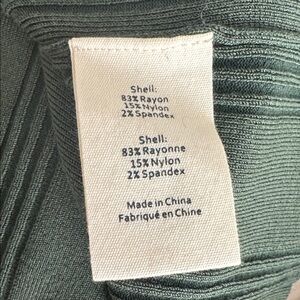 Shell:
83% Rayon
15% Nylon
2% Spandex
Shell:
83% Rayonne
15% Nylon
2% Spandex
Made in China
Fabriqué en Chine